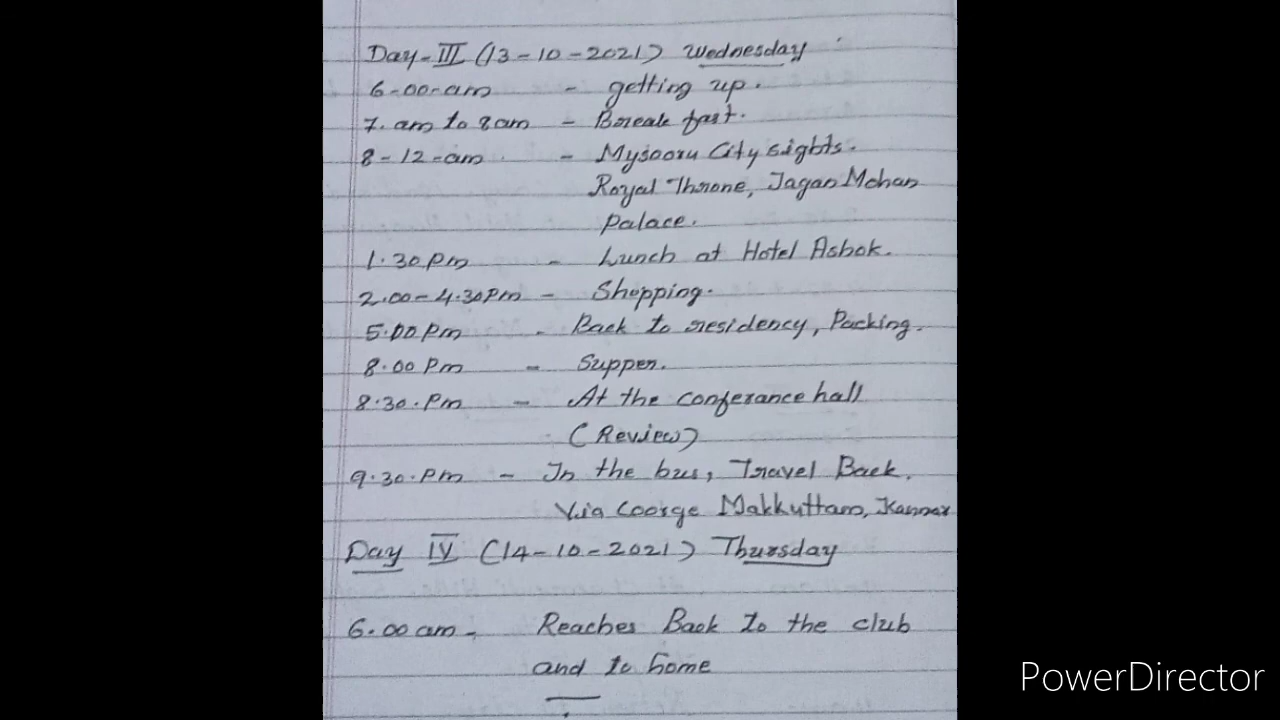 Day-III (13-10-2021) Wednesday
6-00-am - getting up.
7. am to 8am - Break fast.
8-12-am - Mysooru City sights.
Royal Throne, Jagan Mohan
palace.
1.30 pm - Lunch at Hotel Ashok.
2.00-4.30 Pm - Shopping.
5.00 Pm - Back to residency, Packing.
8.00 Pm - Supper.
8.30. Pm - At the conferance hall
(Review)
9.30. Pm - In the bus, Travel Back.
Via Coorge Makkuttam,
Day IV (14-10-2021) Thursday
6.00 am - Reaches Back to the club
and to home
PowerDirector